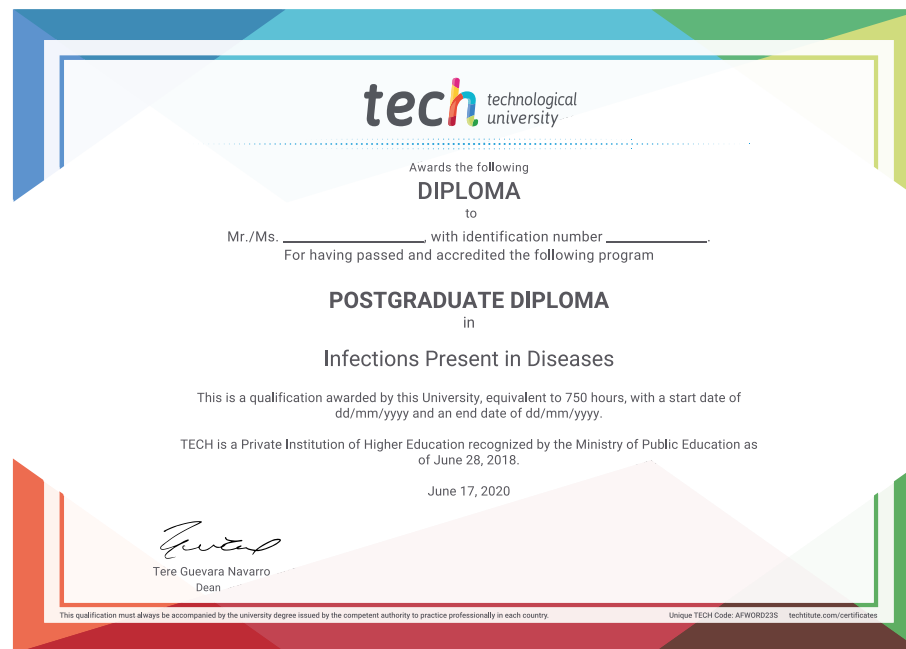 tech technological
university
Awards the following
DIPLOMA
to
Mr./Ms. ____________, with identification number ____________.
For having passed and accredited the following program
POSTGRADUATE DIPLOMA
in
Infections Present in Diseases
This is a qualification awarded by this University, equivalent to 750 hours, with a start date of
dd/mm/yyyy and an end date of dd/mm/yyyy.
TECH is a Private Institution of Higher Education recognized by the Ministry of Public Education as
of June 28, 2018.
June 17, 2020
Tere Guevara Navarro
Dean
This qualification must always be accompanied by the university degree issued by the competent authority to practice professionally in each country. Unique TECH Code: AFWORD23S techtitute.com/certificates